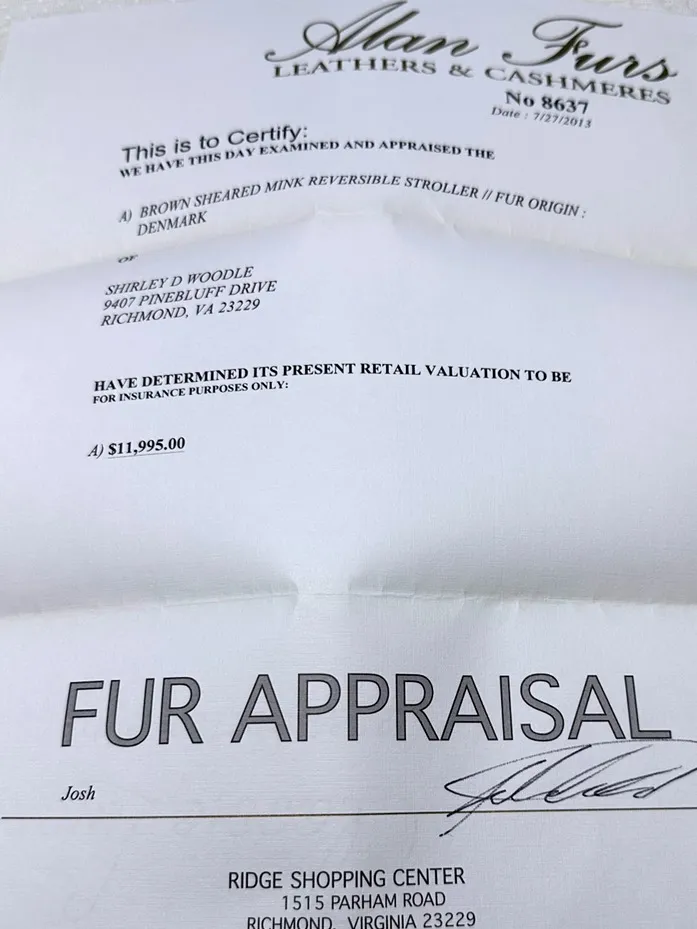 Alan Furs
LEATHERS & CASHMERES
No 8637
Date : 7/27/2013
This is to Certify:
WE HAVE THIS DAY EXAMINED AND APPRAISED THE
A) BROWN SHEARED MINK REVERSIBLE STROLLER // FUR ORIGIN :
DENMARK
OF
SHIRLEY D WOODLE
9407 PINEBLUFF DRIVE
RICHMOND, VA 23229
HAVE DETERMINED ITS PRESENT RETAIL VALUATION TO BE
FOR INSURANCE PURPOSES ONLY:
A) $11,995.00
FUR APPRAISAL
Josh
RIDGE SHOPPING CENTER
1515 PARHAM ROAD
RICHMOND, VIRGINIA 23229